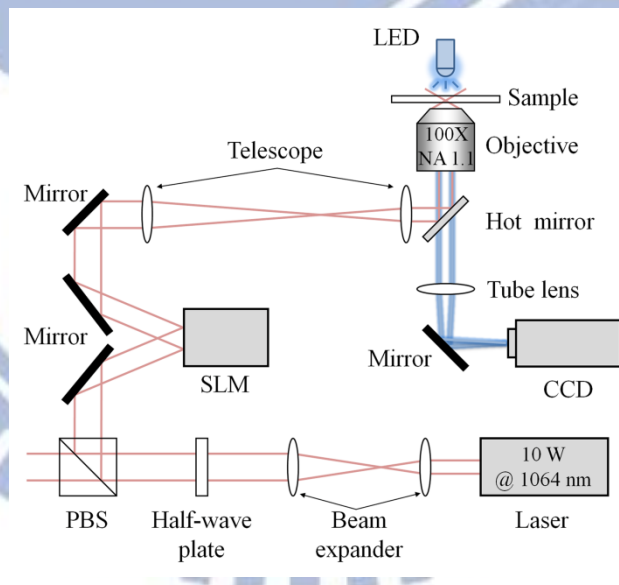 LED
Sample
100X
NA 1.1
Objective
Telescope
Mirror
Hot mirror
Tube lens
Mirror
SLM
Mirror
CCD
10 W
@ 1064 nm
PBS
Half-wave
plate
Beam
expander
Laser